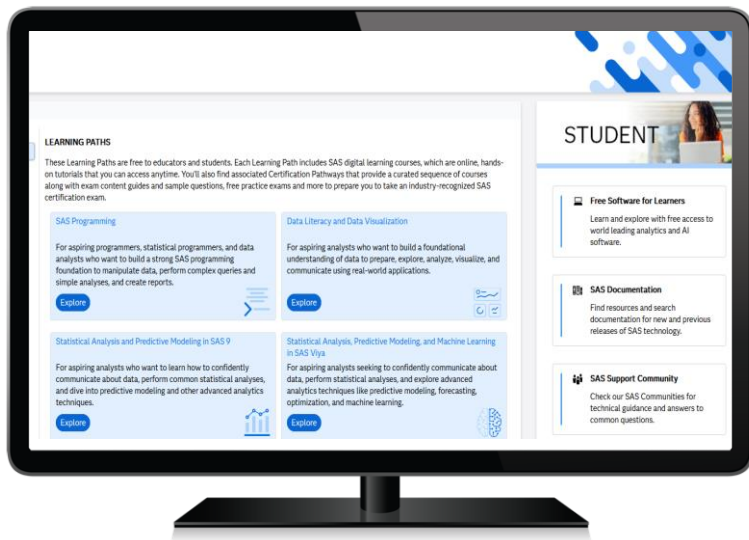 LEARNING PATHS
These Learning Paths are free to educators and students. Each Learning Path includes SAS digital learning courses, which are online, hands-
on tutorials that you can access anytime. You'll also find associated Certification Pathways that provide a curated sequence of courses
along with exam content guides and sample questions, free practice exams and more to prepare you to take an industry-recognized SAS
certification exam.
SAS Programming
For aspiring programmers, statistical programmers, and data
analysts who want to build a strong SAS programming
foundation to manipulate data, perform complex queries and
simple analyses, and create reports.
Explore
Data Literacy and Data Visualization
For aspiring analysts who want to build a foundational
understanding of data to prepare, explore, analyze, visualize, and
communicate using real-world applications.
Explore
Statistical Analysis and Predictive Modeling in SAS 9
For aspiring analysts who want to learn how to confidently
communicate about data, perform common statistical analyses,
and dive into predictive modeling and other advanced analytics
techniques.
Explore
Statistical Analysis, Predictive Modeling, and Machine Learning
in SAS Viya
For aspiring analysts seeking to confidently communicate about
data, perform statistical analyses, and explore advanced
analytics techniques like predictive modeling, forecasting,
optimization, and machine learning.
Explore
STUDENT
Free Software for Learners
Learn and explore with free access to
world leading analytics and AI
software.
SAS Documentation
Find resources and search
documentation for new and previous
releases of SAS technology.
SAS Support Community
Check our SAS Communities for
technical guidance and answers to
common questions.